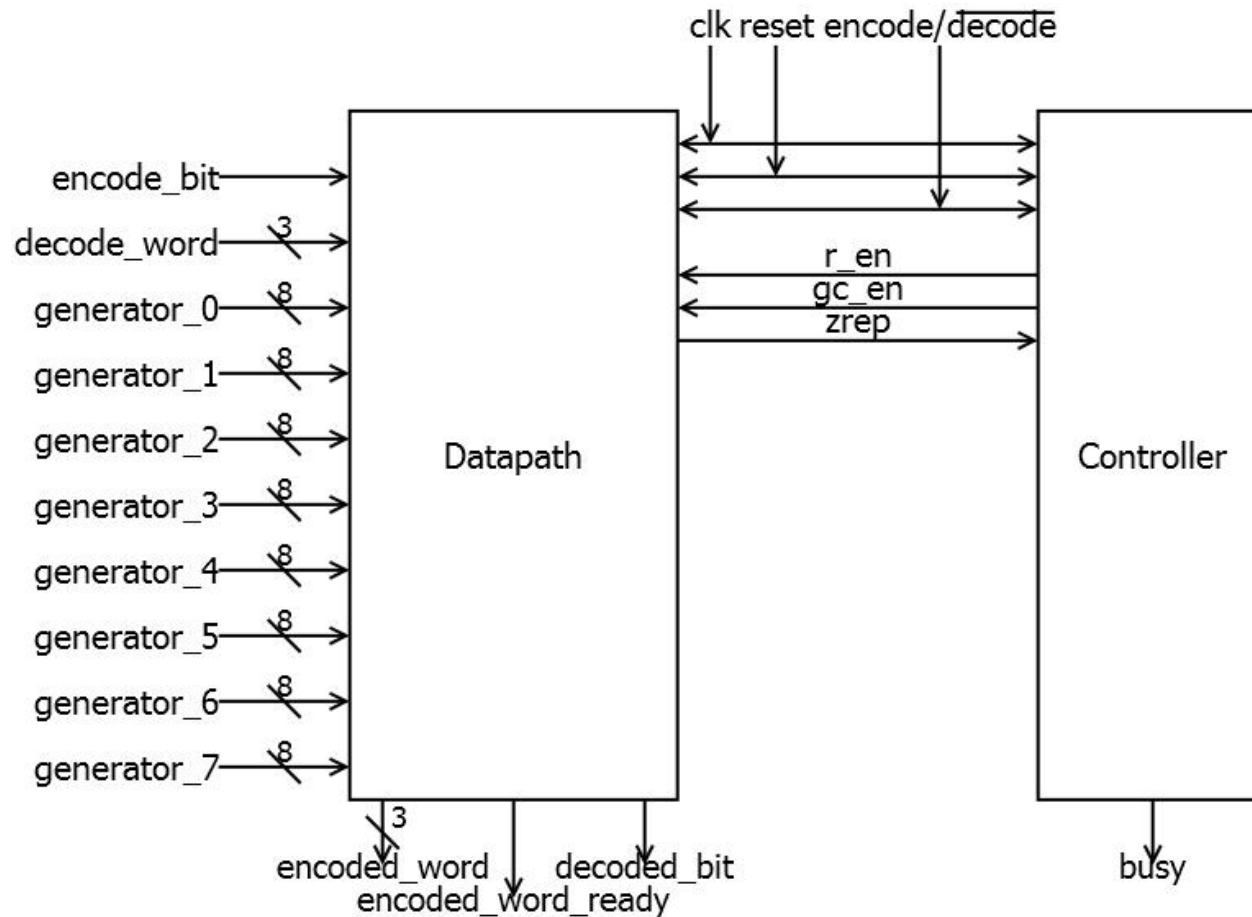 clk reset encode/decode
encode_bit
3
decode_word
r_en
8
generator_0
gc_en
zrep
8
generator_1
8
generator_2
Datapath
Controller
8
generator_3
8
generator_4
8
generator_5
8
generator_6
8
generator_7
3
encoded_word
decoded_bit
busy
encoded_word_ready